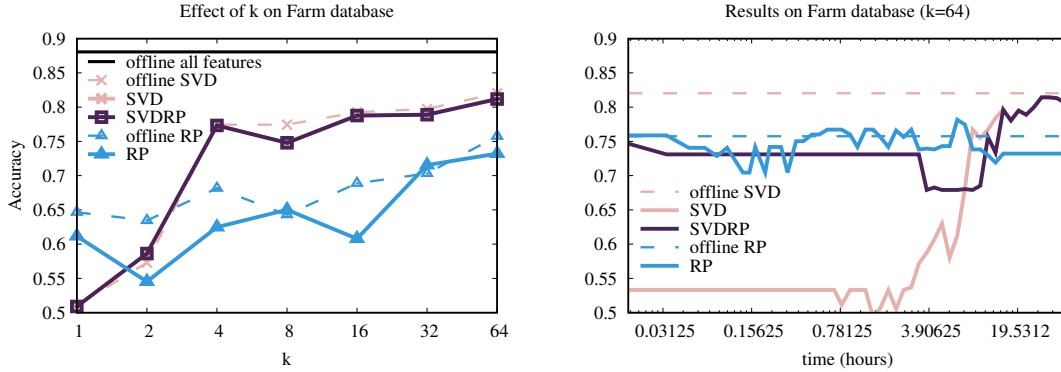 Effect of k on Farm database
0.9
0.85
0.8
0.75
0.7
0.65
0.6
0.55
0.5
Accuracy
offline all features
offline SVD
SVD
SVDRP
offline RP
RP
1 2 4 8 16 32 64
k
Results on Farm database (k=64)
0.9
0.85
0.8
0.75
0.7
0.65
0.6
0.55
0.5
offline SVD
SVD
SVDRP
offline RP
RP
0.03125 0.15625 0.78125 3.90625 19.5312
time (hours)